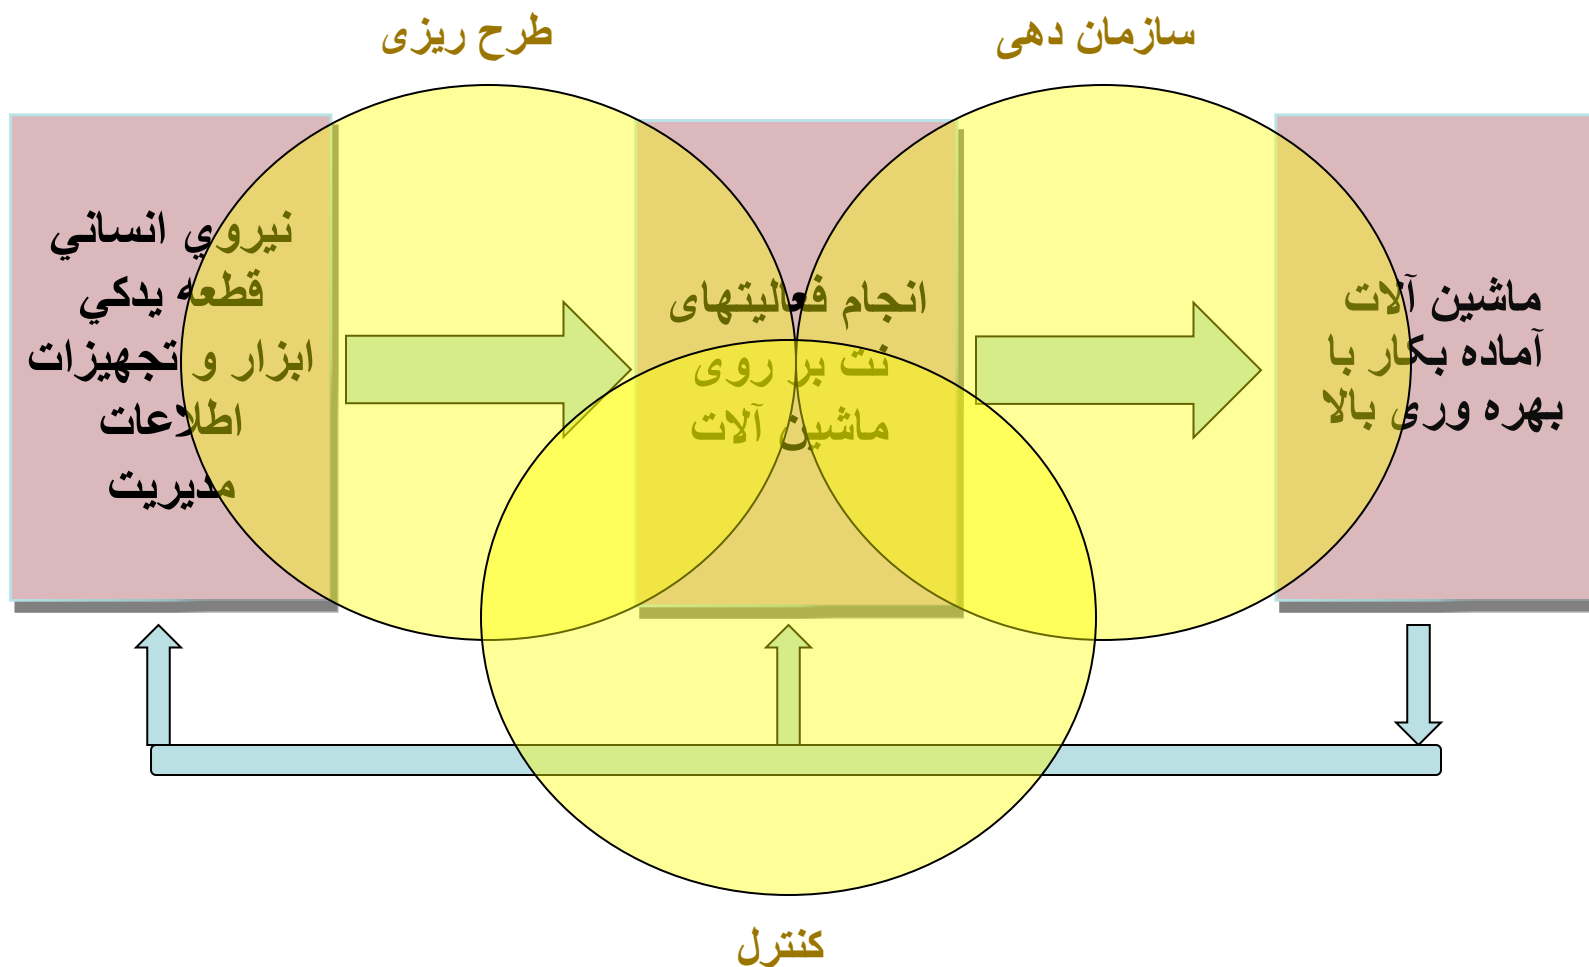 طرح ریزی
سازمان دهی
نيروي انساني
قطعه يدكي
ابزار و تجهيزات
اطلاعات
مديريت
انجام فعالیتهای
نت بر روی
ماشین آلات
ماشین آلات
آماده بکار با
بهره وری بالا
کنترل